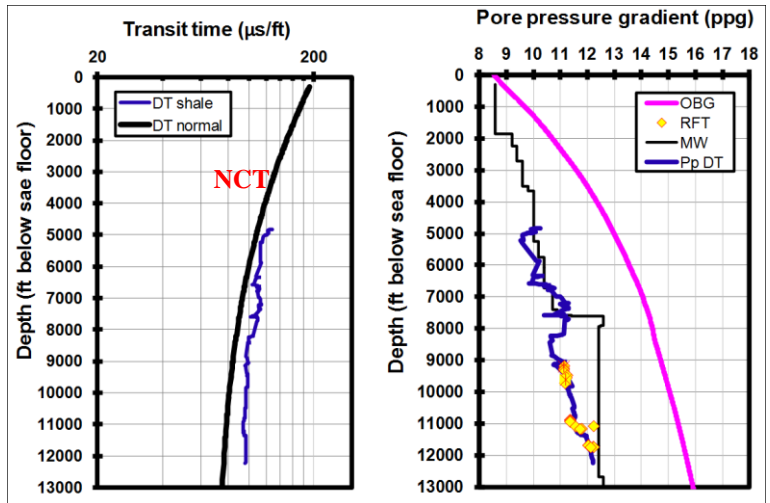 Transit time (µs/ft)
20
200
0
1000
2000
3000
4000
5000
6000
7000
8000
9000
10000
11000
12000
13000
Depth (ft below sae floor)
DT shale
DT normal
NCT
Pore pressure gradient (ppg)
8 9 10 11 12 13 14 15 16 17 18
0
1000
2000
3000
4000
5000
6000
7000
8000
9000
10000
11000
12000
13000
Depth (ft below sea floor)
OBG
RFT
MW
Pp DT